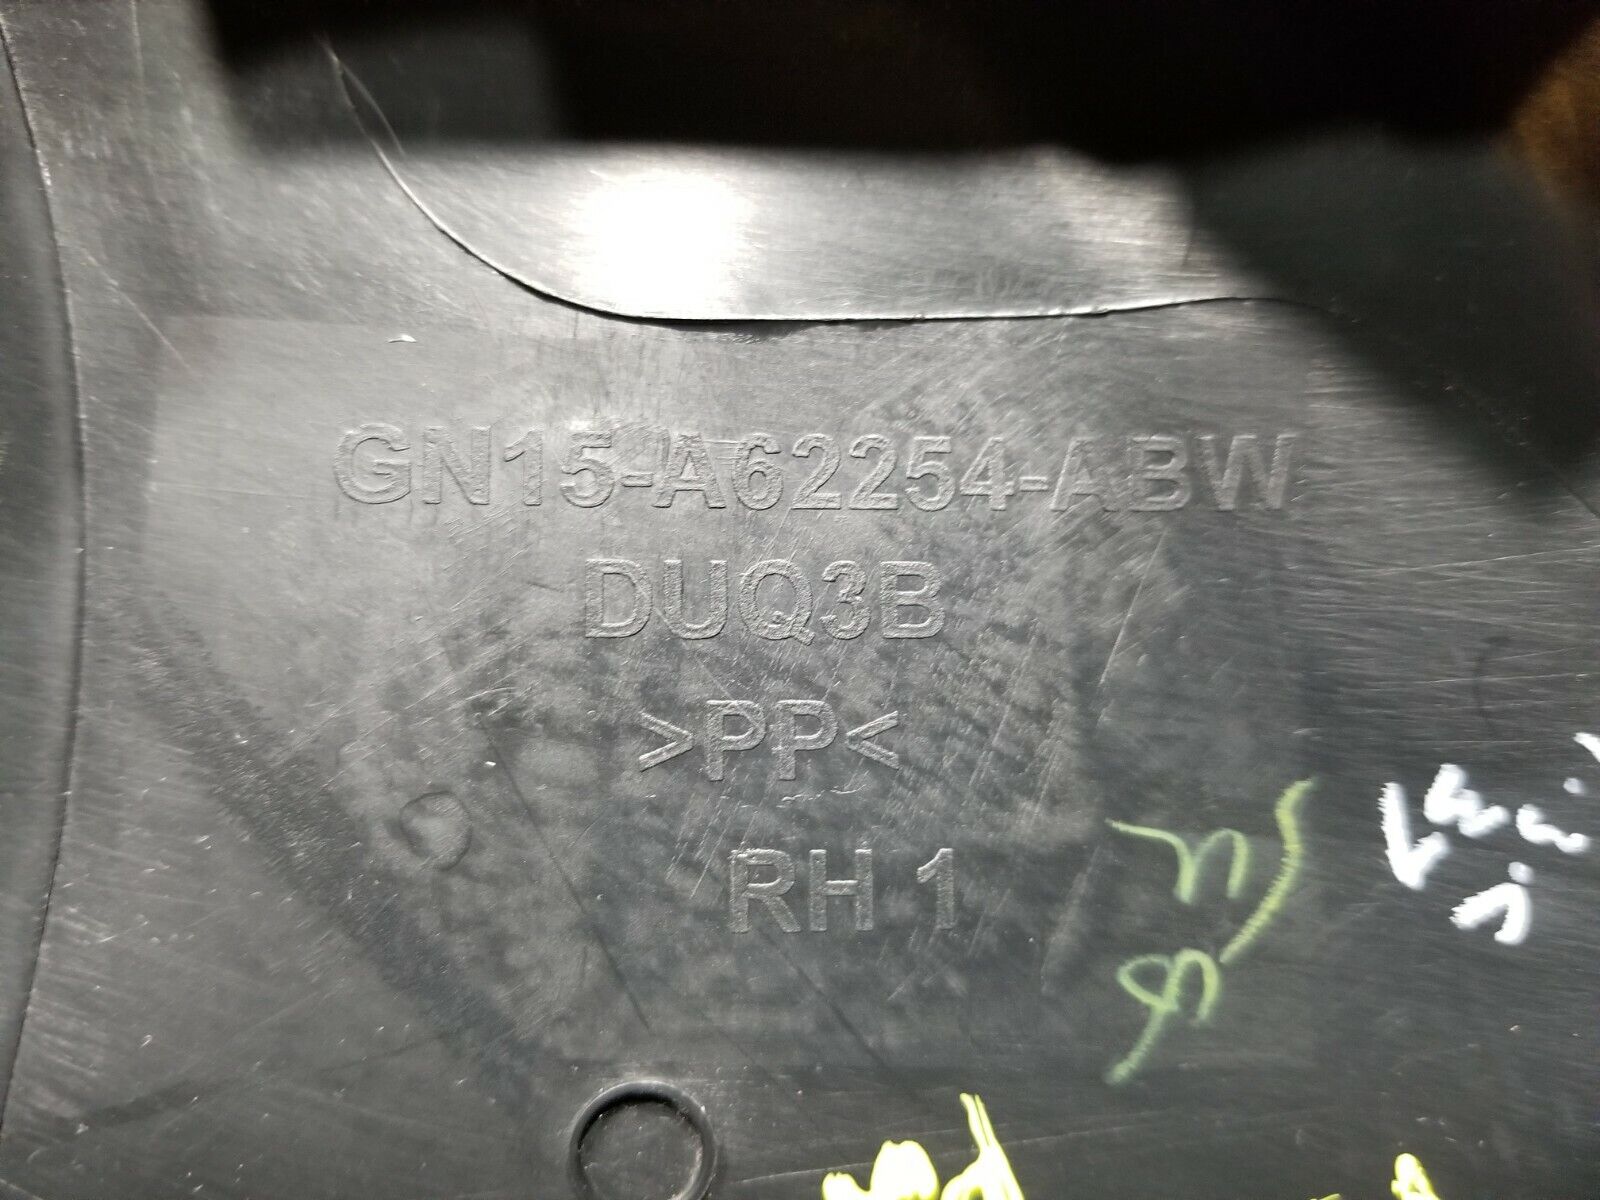 GN15-A62254-ABW
DUQ3B
>PP<
RH 1